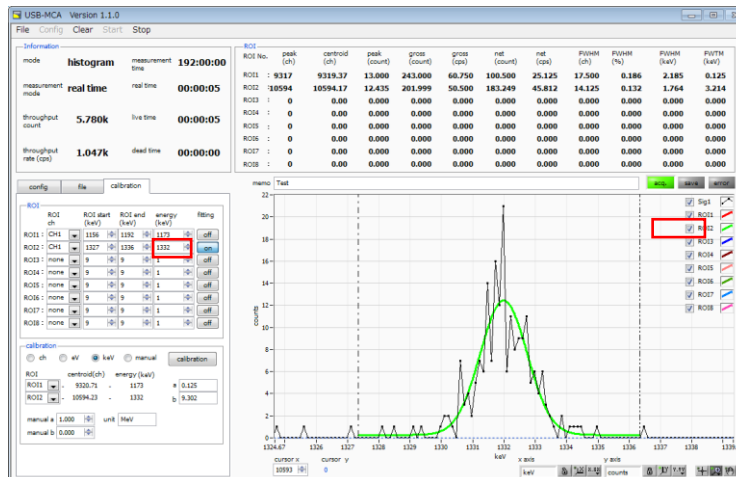 USB-MCA Version 1.1.0
File Config Clear Start Stop
Information
mode histogram measurement time 192:00:00
measurement mode real time real time 00:00:05
throughput count 5.780k live time 00:00:05
throughput rate (cps) 1.047k dead time 00:00:00
ROI
ROI No. peak (ch) centroid (ch) peak (count) gross (count) gross (cps) net (count) net (cps) FWHM (ch) FWHM (%) FWHM (keV) FWTM (keV)
ROI1 : 9317 9319.37 13.000 243.000 60.750 100.500 25.125 17.500 0.186 2.185 0.125
ROI2 :10594 10594.17 12.435 201.999 50.500 183.249 45.812 14.125 0.132 1.764 3.214
ROI3 : 0 0.00 0.000 0.000 0.000 0.000 0.000 0.000 0.000 0.000 0.000
ROI4 : 0 0.00 0.000 0.000 0.000 0.000 0.000 0.000 0.000 0.000 0.000
ROI5 : 0 0.00 0.000 0.000 0.000 0.000 0.000 0.000 0.000 0.000 0.000
ROI6 : 0 0.00 0.000 0.000 0.000 0.000 0.000 0.000 0.000 0.000 0.000
ROI7 : 0 0.00 0.000 0.000 0.000 0.000 0.000 0.000 0.000 0.000 0.000
ROI8 : 0 0.00 0.000 0.000 0.000 0.000 0.000 0.000 0.000 0.000 0.000
config file calibration
ROI
ROI ch ROI start (keV) ROI end (keV) energy (keV) fitting
ROI1 : CH1 1156 1192 1173 off
ROI2 : CH1 1327 1336 1332 on
ROI3 : none 9 9 1 off
ROI4 : none 9 9 1 off
ROI5 : none 9 9 1 off
ROI6 : none 9 9 1 off
ROI7 : none 9 9 1 off
ROI8 : none 9 9 1 off
calibration
ch eV keV manual calibration
ROI centroid(ch) energy (keV)
ROI1 - 9320.71 - 1173 a 0.125
ROI2 - 10594.23 - 1332 b 9.302
manual a 1.000 unit MeV
manual b 0.000
memo Test acq. save error
Sig1
ROI1
ROI2
ROI3
ROI4
ROI5
ROI6
ROI7
ROI8
counts
22
20
18
16
14
12
10
8
6
4
2
0
1324.67 1326 1327 1328 1329 1330 1331 1332 1333 1334 1335 1336 1337 1338 1339
keV
cursor x cursor y x axis y axis
10593 0 keV counts